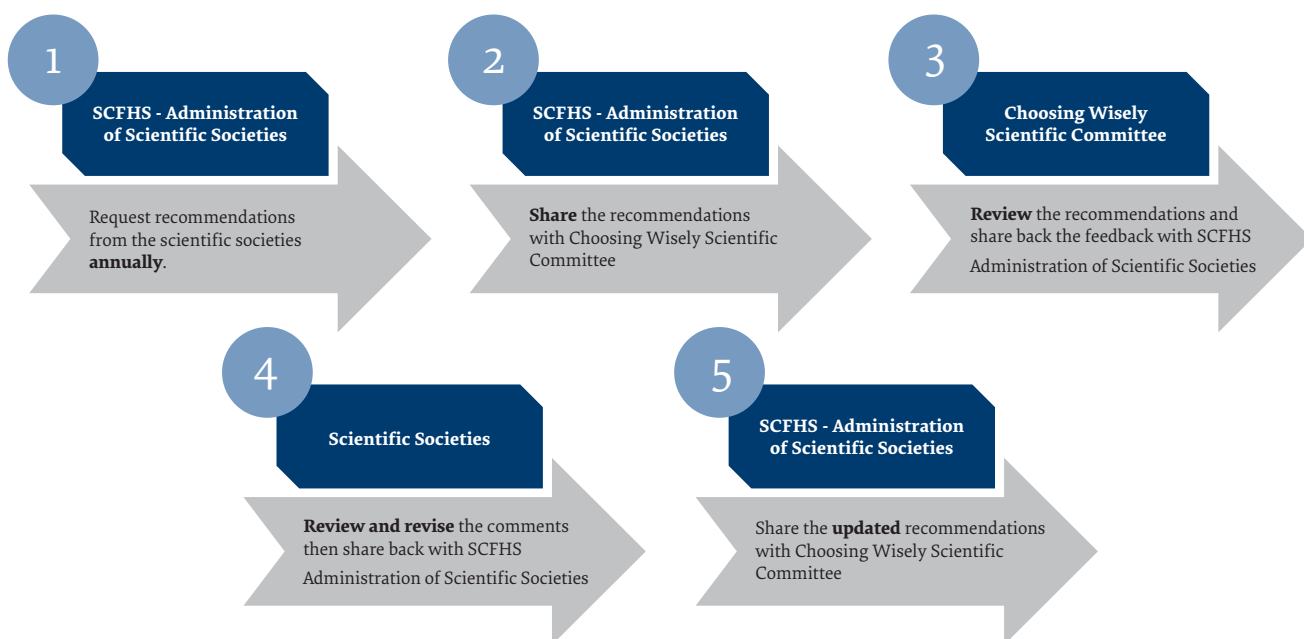 1
SCFHS - Administration
of Scientific Societies
Request recommendations
from the scientific societies
annually.
2
SCFHS - Administration
of Scientific Societies
Share the recommendations
with Choosing Wisely Scientific
Committee
3
Choosing Wisely
Scientific Committee
Review the recommendations and
share back the feedback with SCFHS
Administration of Scientific Societies
4
Scientific Societies
Review and revise the comments
then share back with SCFHS
Administration of Scientific Societies
5
SCFHS - Administration
of Scientific Societies
Share the updated recommendations
with Choosing Wisely Scientific
Committee